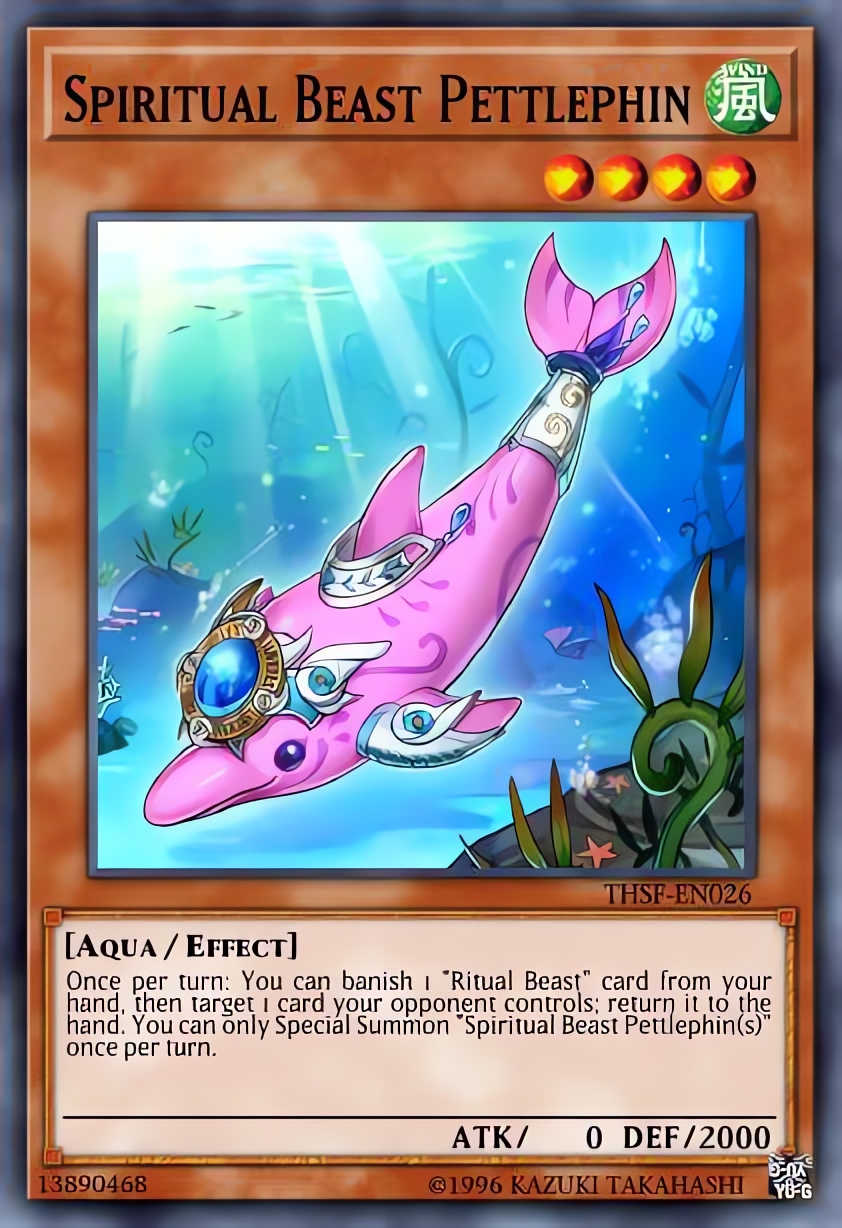 SPIRITUAL BEAST PETTLEPHIN
WIND
風
THSF-EN026
[AQUA / EFFECT]
Once per turn: You can banish 1 "Ritual Beast" card from your
hand, then target 1 card your opponent controls; return it to the
hand. You can only Special Summon "Spiritual Beast Pettlephin(s)"
once per turn.
ATK/ 0 DEF/2000
13890468
©1996 KAZUKI TAKAHASHI